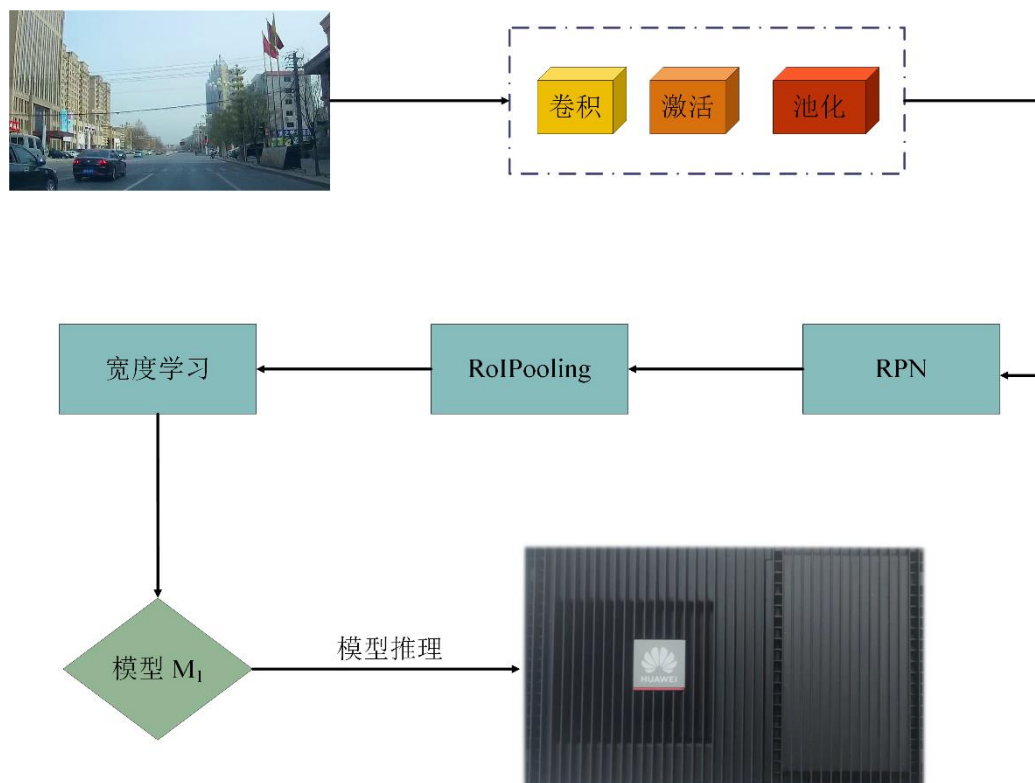 卷积
激活
池化
宽度学习
RoIPooling
RPN
模型 M₁
模型推理
HUAWEI